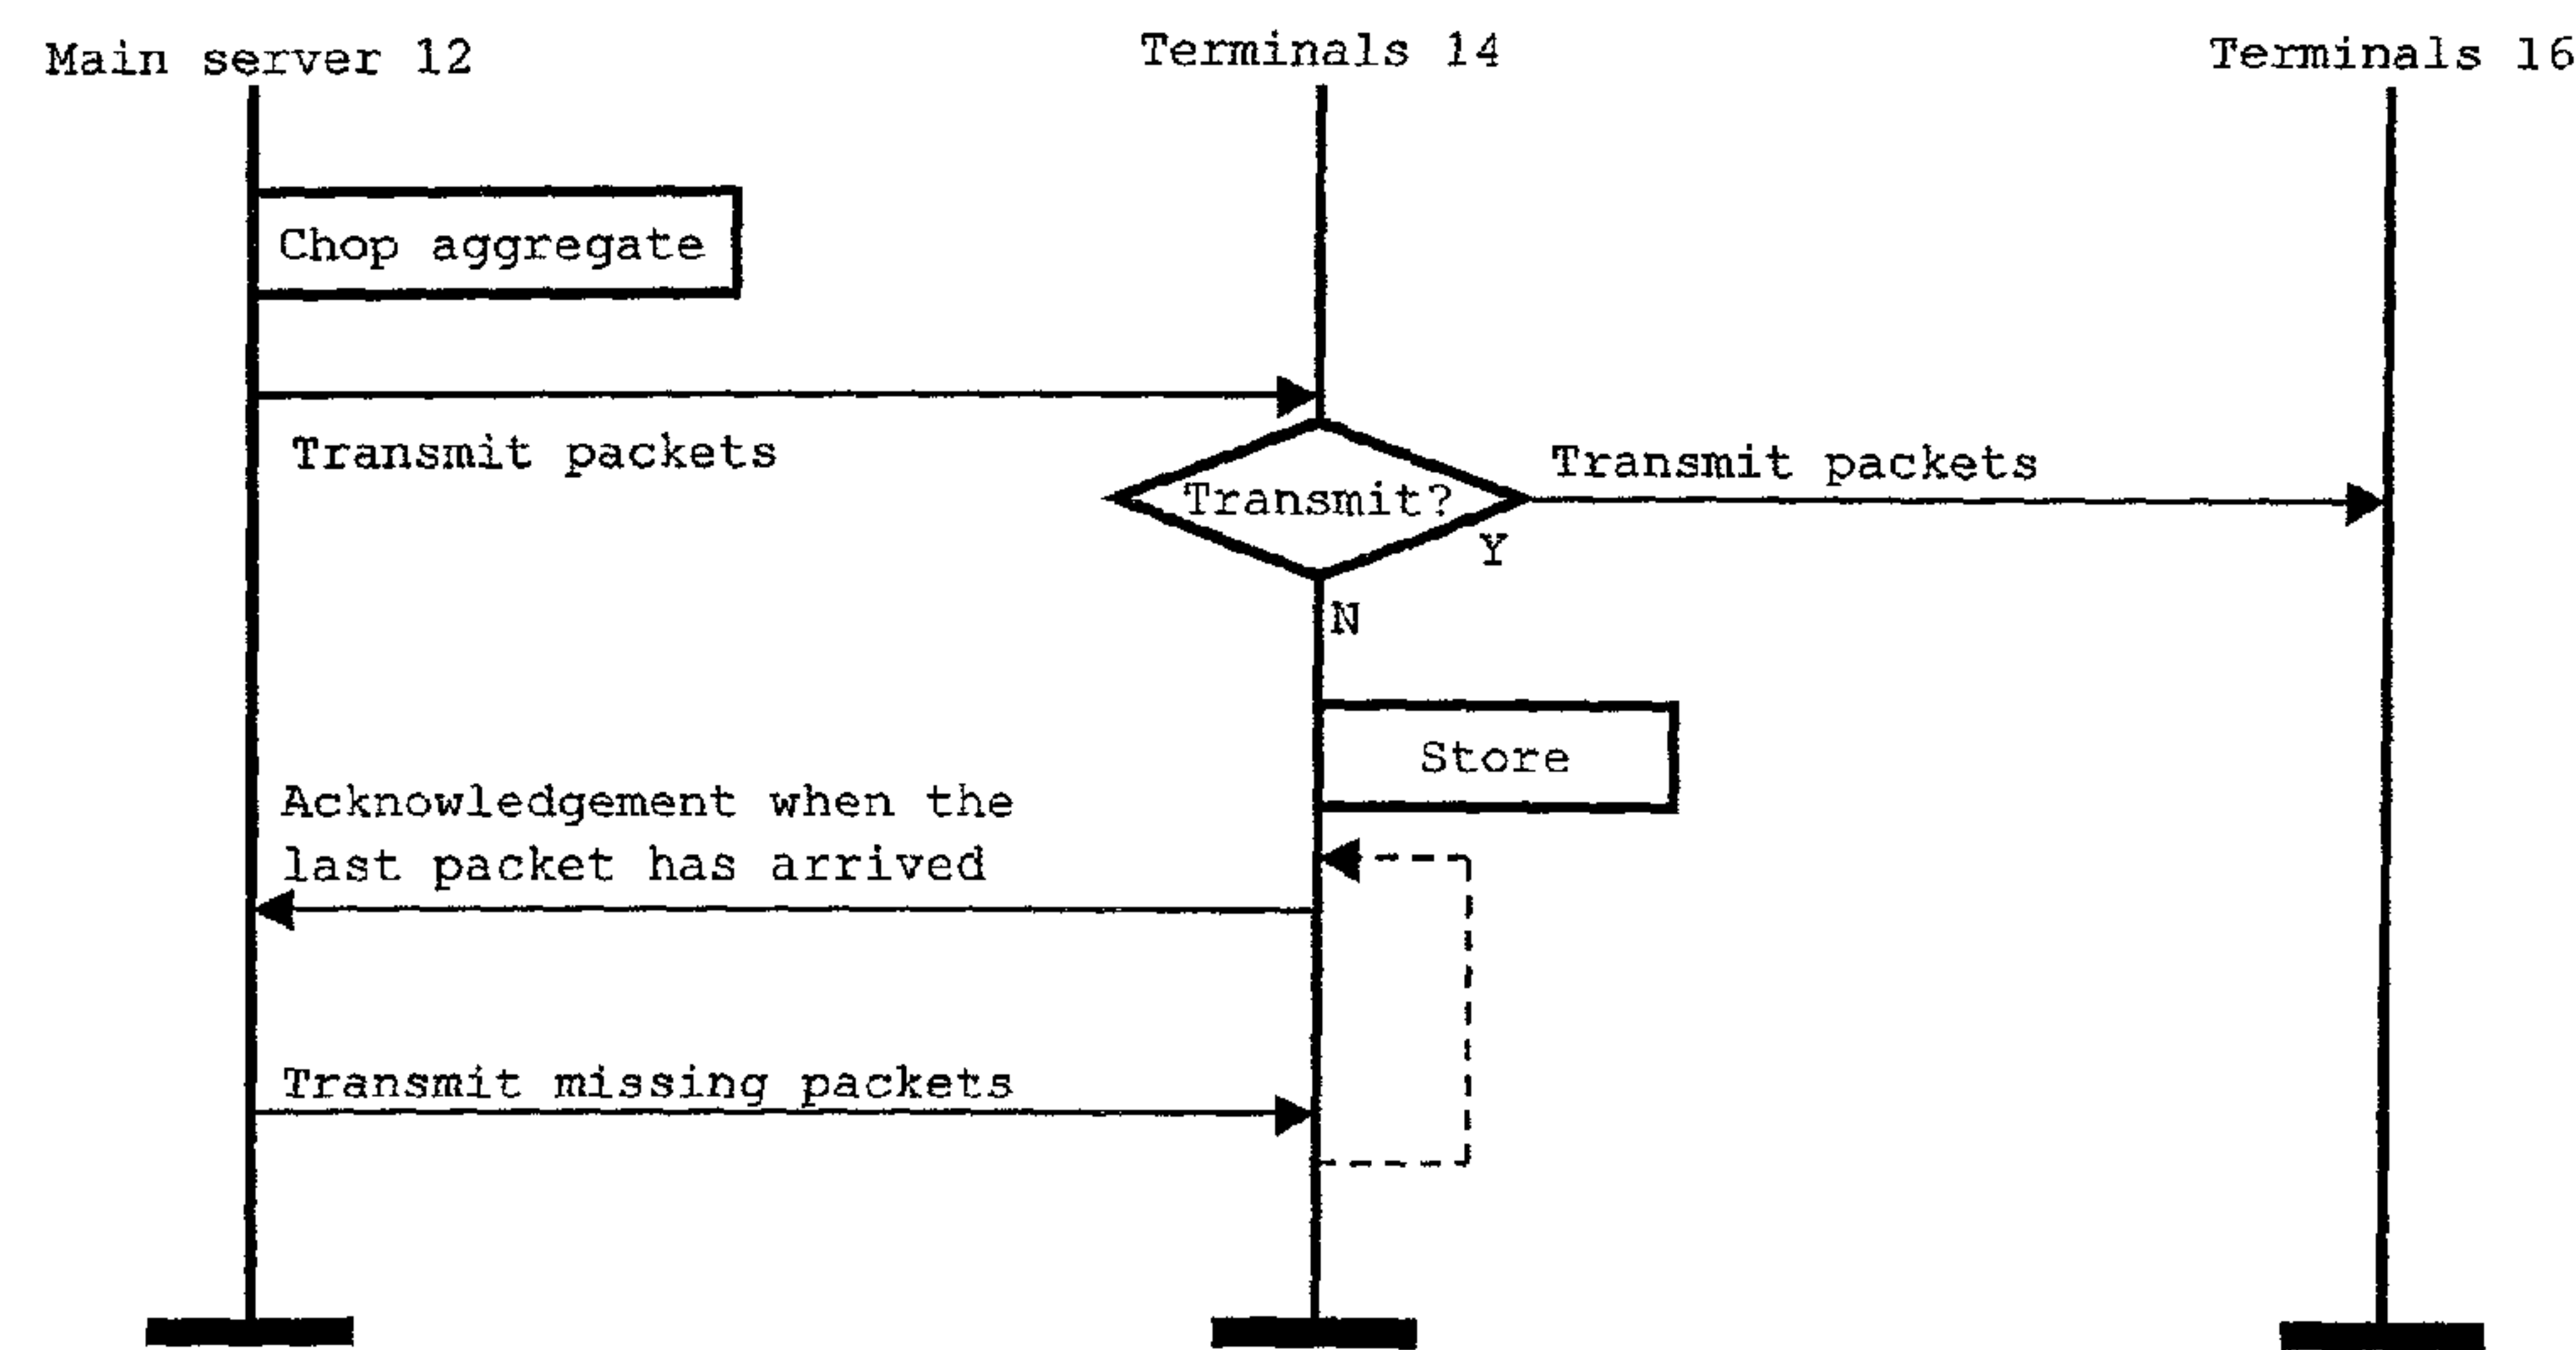 Main server 12
Terminals 14
Terminals 16
Chop aggregate
Transmit packets
Transmit?
Transmit packets
Y
N
Store
Acknowledgement when the
last packet has arrived
Transmit missing packets